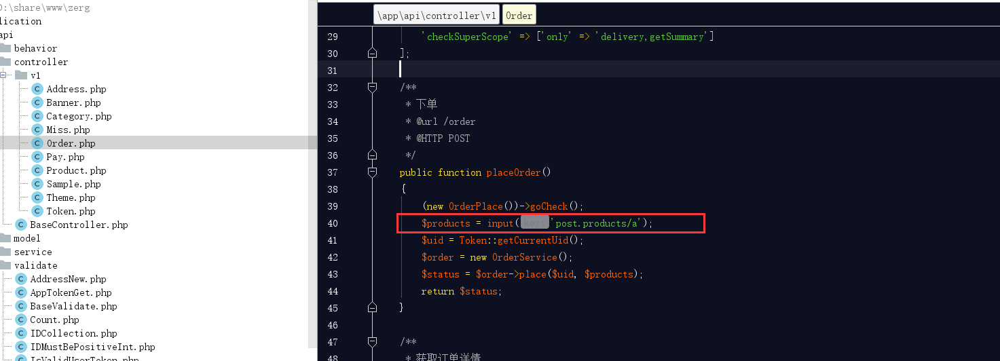 D:\share\www\zerg
lication
api
behavior
controller
v1
Address.php
Banner.php
Category.php
Miss.php
Order.php
Pay.php
Product.php
Sample.php
Theme.php
Token.php
BaseController.php
model
service
validate
AddressNew.php
AppTokenGet.php
BaseValidate.php
Count.php
IDCollection.php
IDMustBePositiveInt.php
IsValidUserToken.php
\app\api\controller\v1 Order
29 'checkSuperScope' => ['only' => 'delivery,getSummary']
30 ];
31
32 /**
33 * 下单
34 * @url /order
35 * @HTTP POST
36 */
37 public function placeOrder()
38 {
39 (new OrderPlace())->goCheck();
40 $products = input( key: 'post.products/a');
41 $uid = Token::getCurrentUid();
42 $order = new OrderService();
43 $status = $order->place($uid, $products);
44 return $status;
45 }
46
47 /**
48 * 获取订单详情